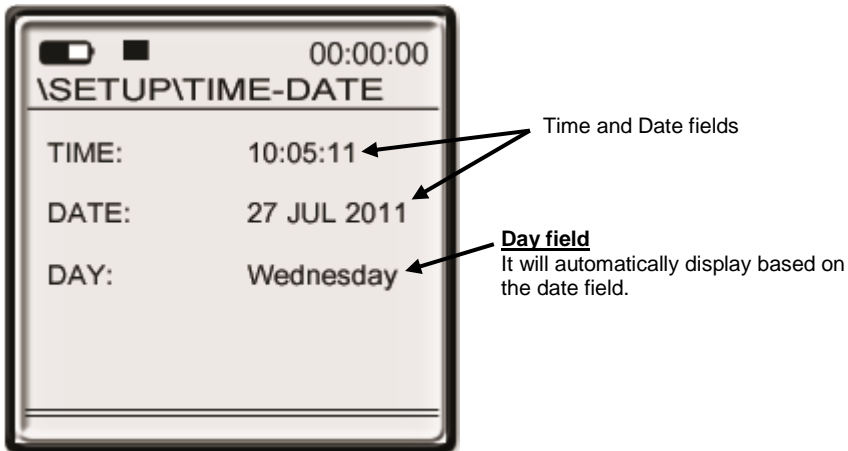 00:00:00
\SETUP\TIME-DATE
TIME: 10:05:11
DATE: 27 JUL 2011
DAY: Wednesday
Time and Date fields
Day field
It will automatically display based on
the date field.